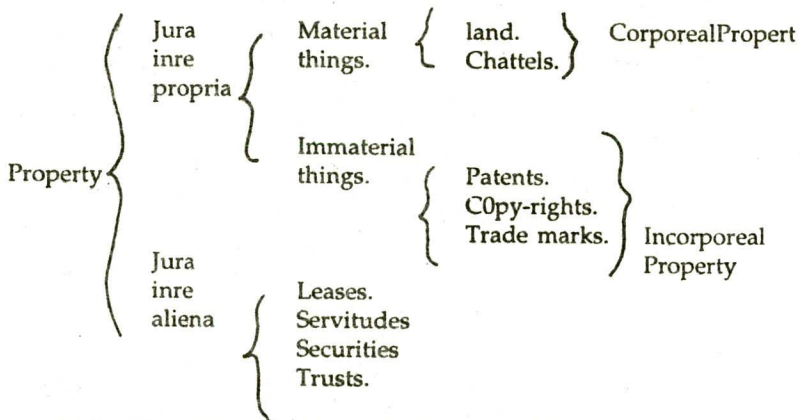 Jura
inre
propria
Material
things.
land.
Chattels.
CorporealPropert
Immaterial
things.
Property
Patents.
C0py-rights.
Trade marks.
Incorporeal
Property
Jura
inre
aliena
Leases.
Servitudes
Securities
Trusts.